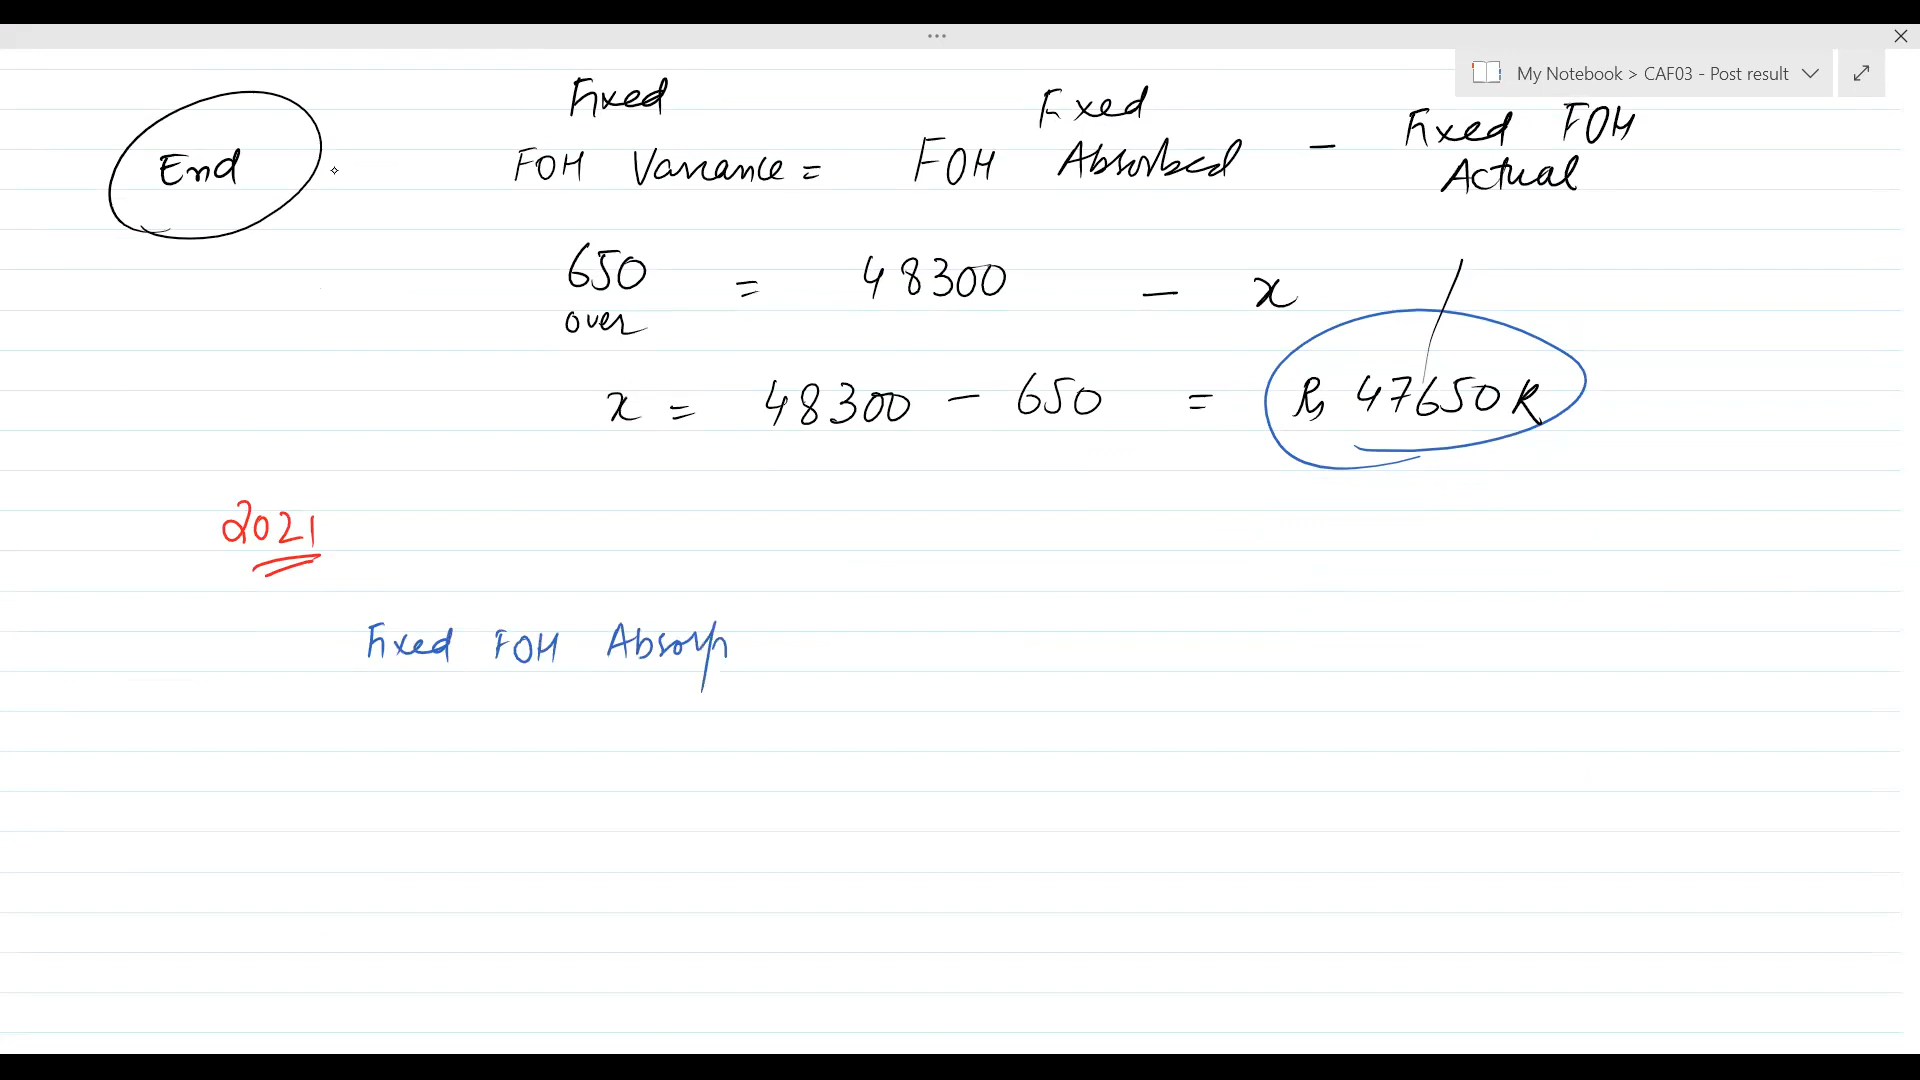 My Notebook > CAF03 - Post result
End
Fixed FOH Variance = Fixed FOH Absorbed - Fixed FOH Actual
650 over = 48300 - x
x = 48300 - 650 = Rs 47650 K
2021
Fixed FOH Absorp